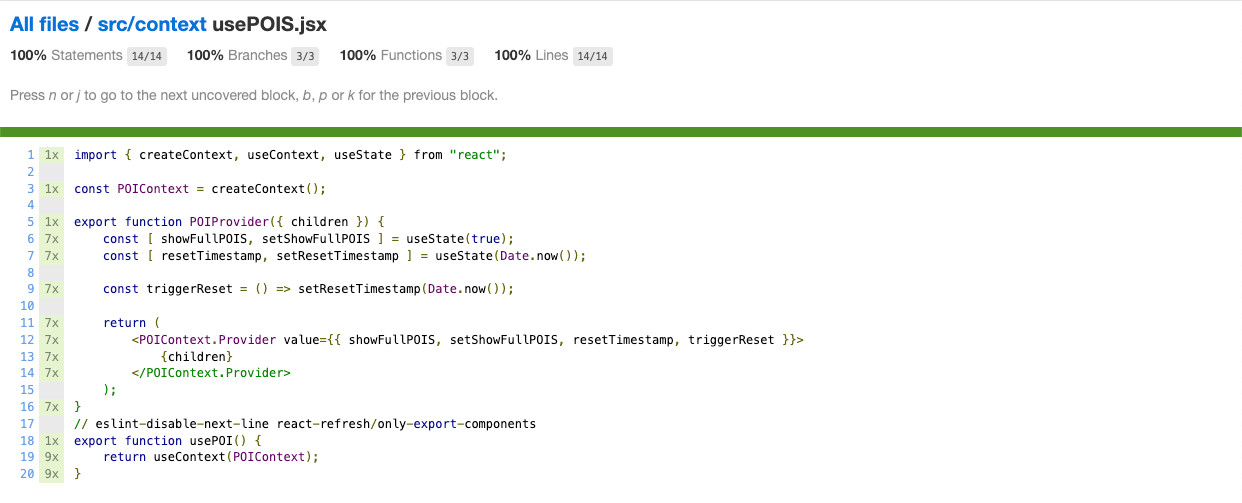 All files / src/context usePOIS.jsx
100% Statements 14/14 100% Branches 3/3 100% Functions 3/3 100% Lines 14/14
Press n or j to go to the next uncovered block, b, p or k for the previous block.
1 1x import { createContext, useContext, useState } from "react";
2
3 1x const POIContext = createContext();
4
5 1x export function POIProvider({ children }) {
6 7x     const [ showFullPOIS, setShowFullPOIS ] = useState(true);
7 7x     const [ resetTimestamp, setResetTimestamp ] = useState(Date.now());
8
9 7x     const triggerReset = () => setResetTimestamp(Date.now());
10
11 7x     return (
12 7x         <POIContext.Provider value={{ showFullPOIS, setShowFullPOIS, resetTimestamp, triggerReset }}>
13 7x             {children}
14 7x         </POIContext.Provider>
15     );
16 7x }
17 // eslint-disable-next-line react-refresh/only-export-components
18 1x export function usePOI() {
19 9x     return useContext(POIContext);
20 9x }